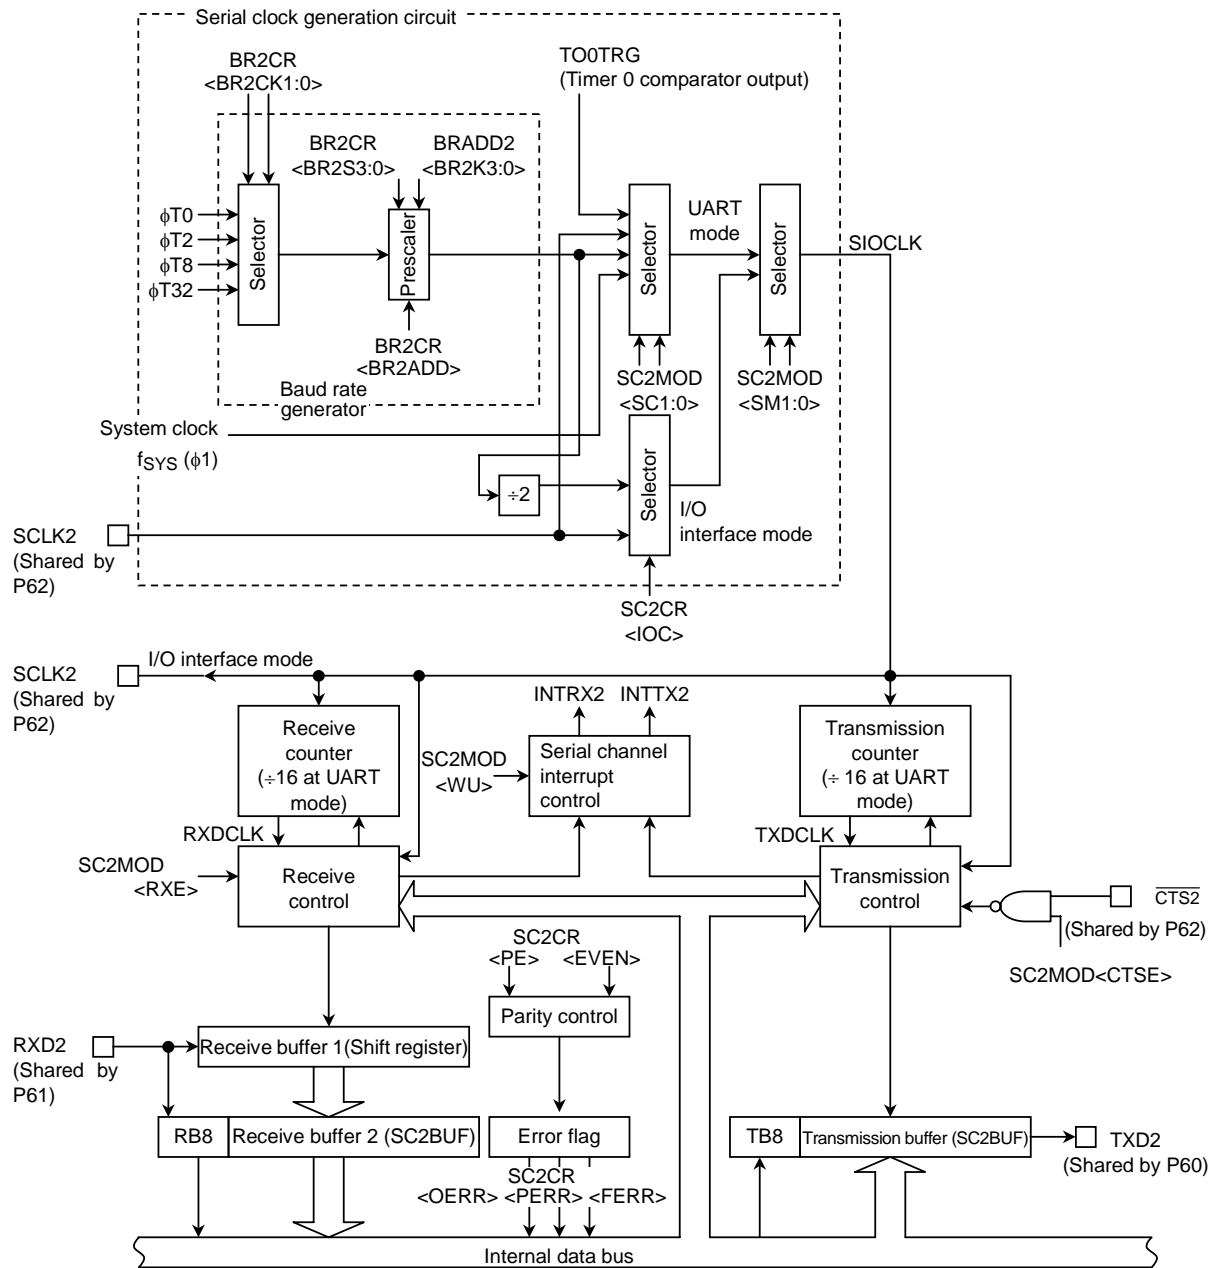 Serial clock generation circuit
BR2CR
<BR2CK1:0>
TO0TRG
(Timer 0 comparator output)
BR2CR
<BR2S3:0>
BRADD2
<BR2K3:0>
φT0
φT2
φT8
φT32
Selector
Prescaler
Selector
UART
mode
Selector
SIOCLK
BR2CR
<BR2ADD>
Baud rate
generator
SC2MOD
<SC1:0>
SC2MOD
<SM1:0>
System clock
fSYS (φ1)
÷2
Selector
I/O
interface mode
SCLK2
(Shared by
P62)
SC2CR
<IOC>
I/O interface mode
SCLK2
(Shared by
P62)
Receive
counter
(÷16 at UART
mode)
INTRX2
INTTX2
SC2MOD
<WU>
Serial channel
interrupt
control
Transmission
counter
(÷ 16 at UART
mode)
RXDCLK
TXDCLK
SC2MOD
<RXE>
Receive
control
Transmission
control
CTS2
(Shared by P62)
SC2MOD<CTSE>
SC2CR
<PE>
<EVEN>
Parity control
RXD2
(Shared by
P61)
Receive buffer 1(Shift register)
RB8
Receive buffer 2 (SC2BUF)
Error flag
TB8
Transmission buffer (SC2BUF)
TXD2
(Shared by P60)
SC2CR
<OERR>
<PERR>
<FERR>
Internal data bus